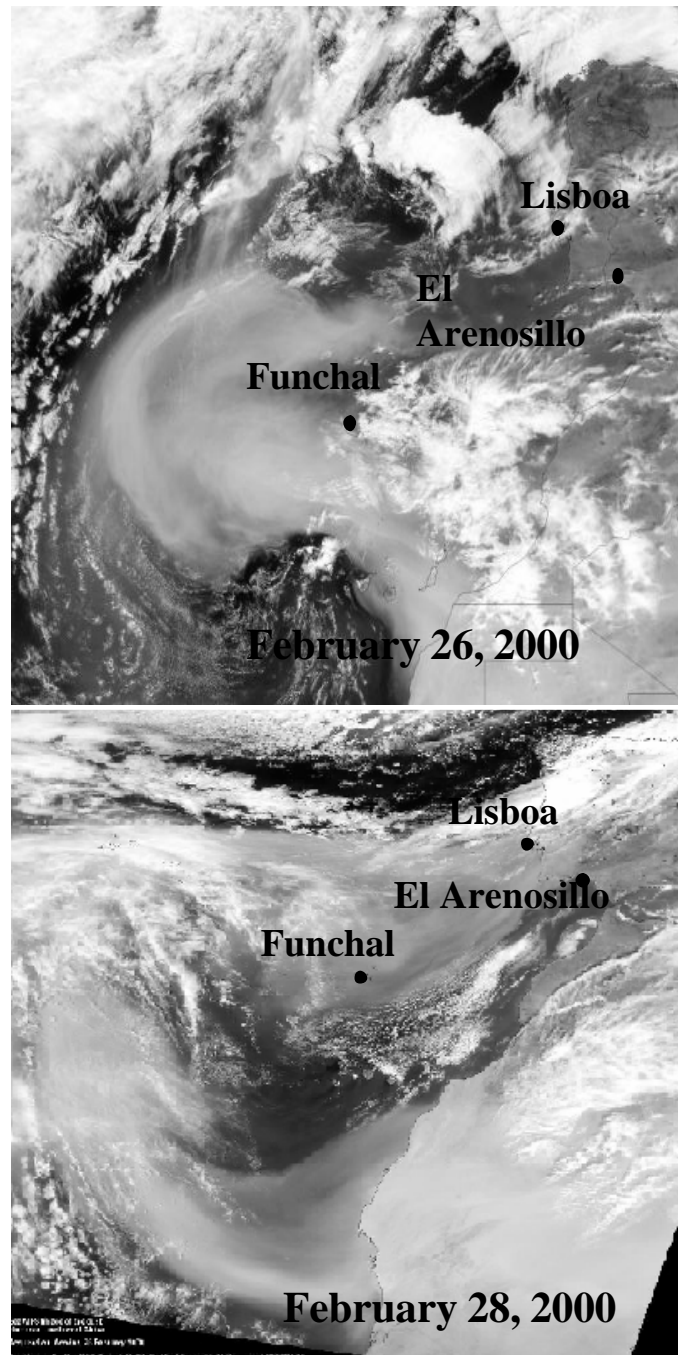 Lisboa
El
Arenosillo
Funchal
February 26, 2000
Lisboa
El Arenosillo
Funchal
February 28, 2000